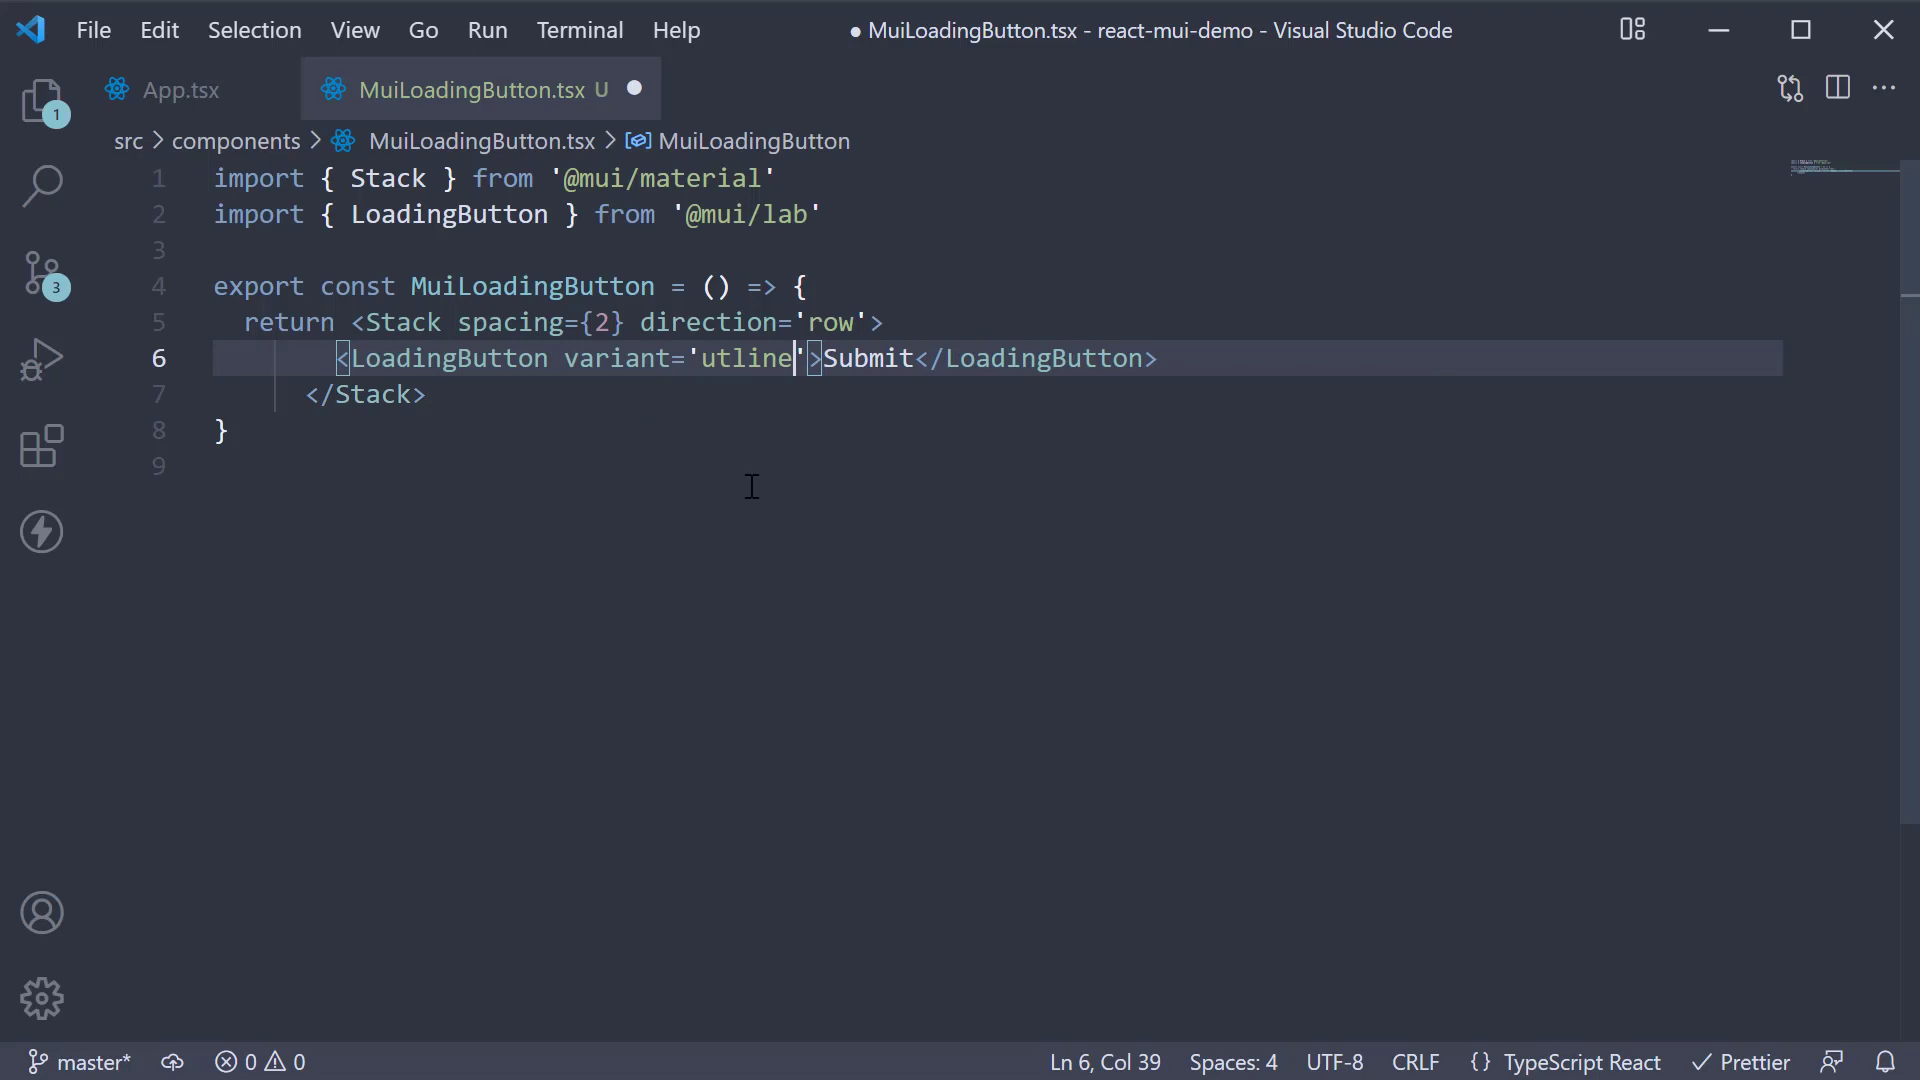 File Edit Selection View Go Run Terminal Help ● MuiLoadingButton.tsx - react-mui-demo - Visual Studio Code
App.tsx MuiLoadingButton.tsx U
1
src > components > MuiLoadingButton.tsx > MuiLoadingButton
1 import { Stack } from '@mui/material'
2 import { LoadingButton } from '@mui/lab'
3
4 export const MuiLoadingButton = () => {
3
5 return <Stack spacing={2} direction='row'>
6 <LoadingButton variant='utline'>Submit</LoadingButton>
7 </Stack>
8 }
9
master* 0 0 Ln 6, Col 39 Spaces: 4 UTF-8 CRLF {} TypeScript React Prettier